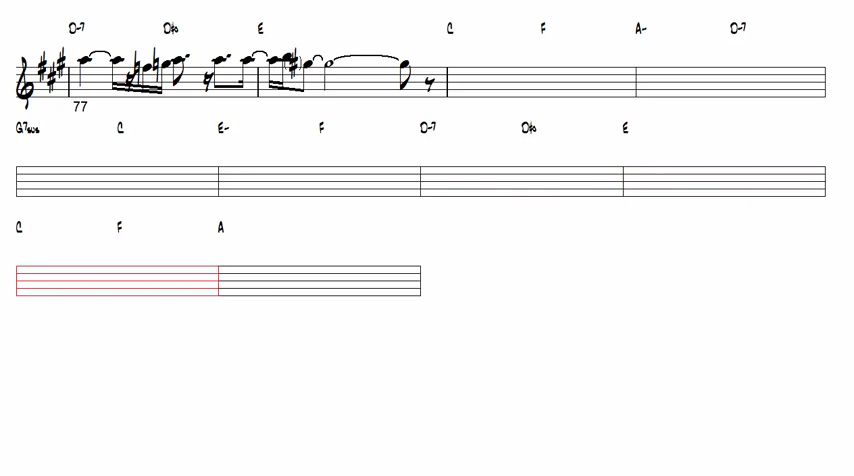 D-7 D#o E C F A- D-7
77
G7sus C E- F D-7 D#o E
C F A